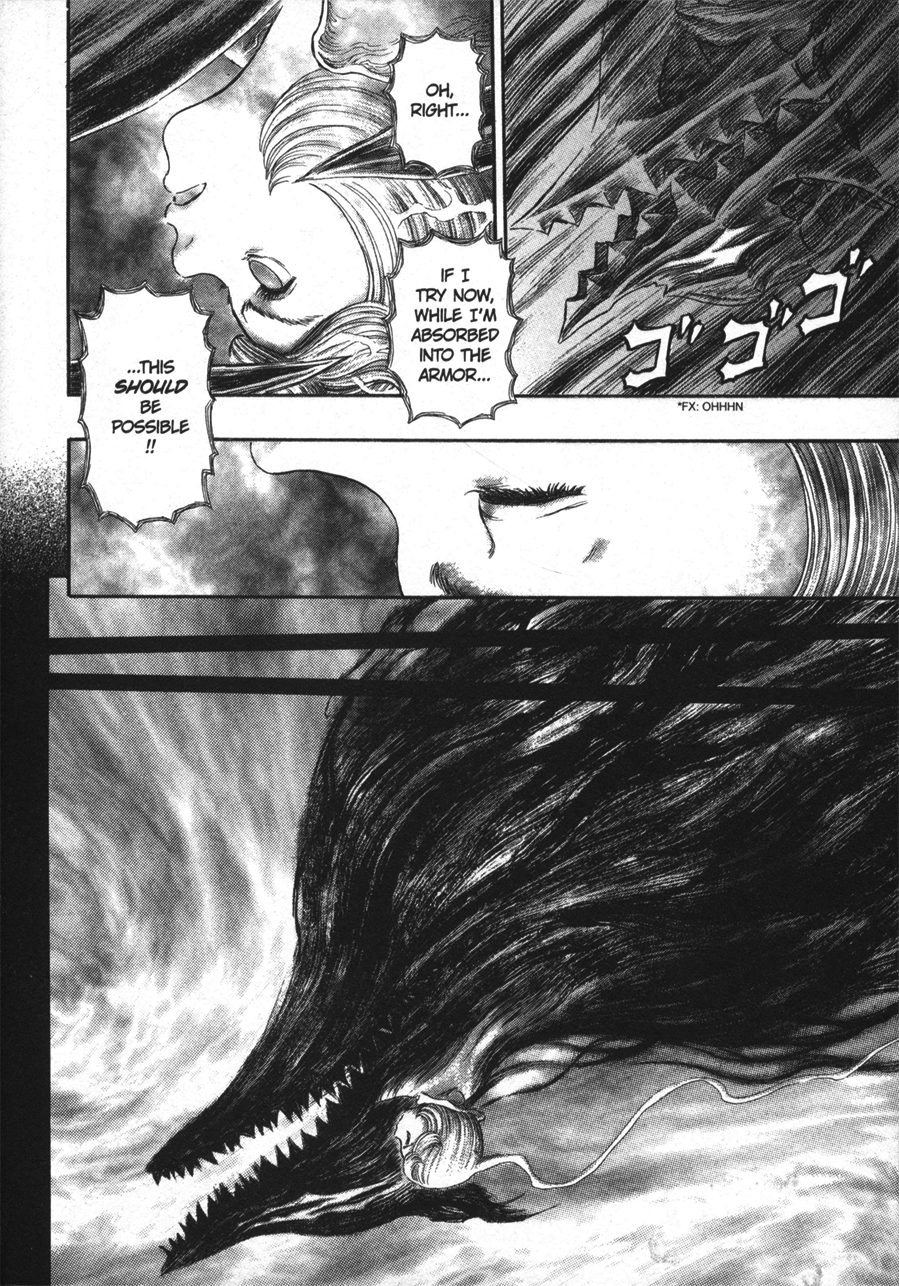 ゴゴゴ
*FX: OHHHN
OH,
RIGHT...
IF I
TRY NOW,
WHILE I'M
ABSORBED
INTO THE
ARMOR...
...THIS
SHOULD
BE
POSSIBLE
!!